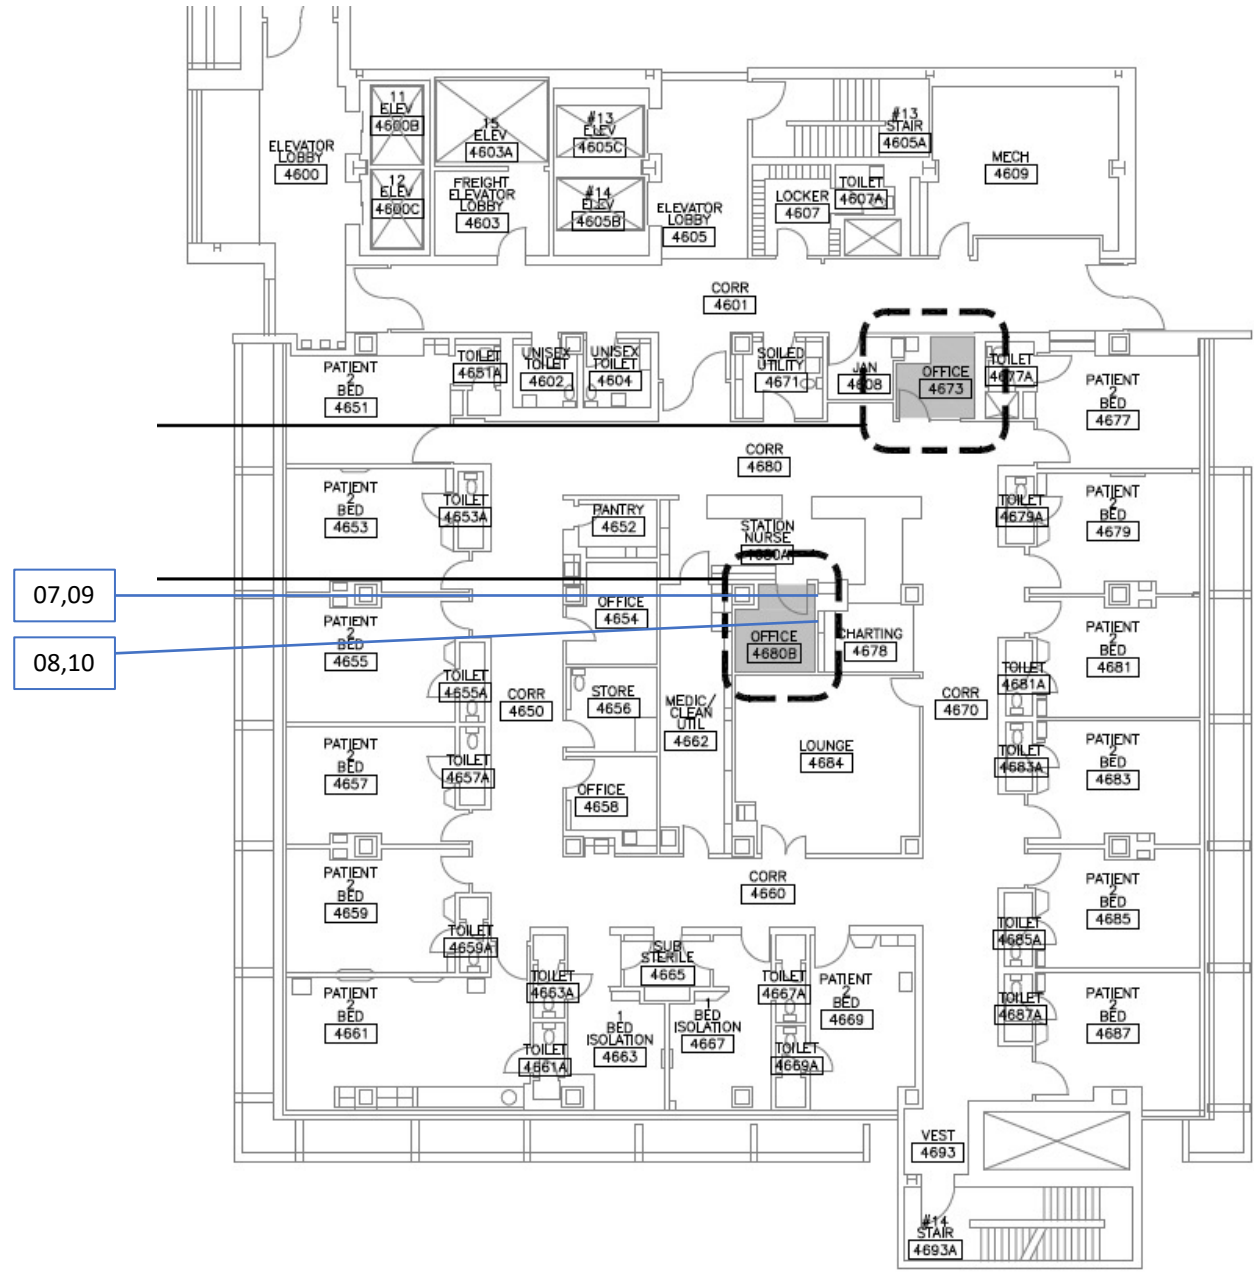 11
ELEV
4600B
15
ELEV
4603A
#13
ELEV
4605C
#13
STAIR
4605A
ELEVATOR
LOBBY
4600
MECH
4609
12
ELEV
4600C
FREIGHT
ELEVATOR
LOBBY
4603
#14
ELEV
4605B
ELEVATOR
LOBBY
4605
LOCKER
4607
TOILET
4607A
CORR
4601
PATIENT
2
BED
4651
TOILET
4651A
UNISEX
TOILET
4602
UNISEX
TOILET
4604
SOILED
UTILITY
4671
JAN
4608
OFFICE
4673
TOILET
4677A
PATIENT
2
BED
4677
CORR
4680
PATIENT
2
BED
4653
TOILET
4653A
PANTRY
4652
STATION
NURSE
4680A
TOILET
4679A
PATIENT
2
BED
4679
07,09
08,10
PATIENT
2
BED
4655
TOILET
4655A
OFFICE
4654
OFFICE
4680B
CHARTING
4678
TOILET
4681A
PATIENT
2
BED
4681
CORR
4650
STORE
4656
MEDIC/
CLEAN
UTIL
4662
CORR
4670
PATIENT
2
BED
4657
TOILET
4657A
OFFICE
4658
LOUNGE
4684
TOILET
4683A
PATIENT
2
BED
4683
PATIENT
2
BED
4659
TOILET
4659A
CORR
4660
TOILET
4685A
PATIENT
2
BED
4685
PATIENT
2
BED
4661
TOILET
4663A
SUB
STERILE
4665
TOILET
4667A
PATIENT
2
BED
4669
TOILET
4687A
PATIENT
2
BED
4687
TOILET
4661A
1
BED
ISOLATION
4663
1
BED
ISOLATION
4667
TOILET
4669A
VEST
4693
#14
STAIR
4693A